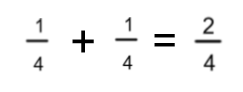 1/4 + 1/4 = 2/4